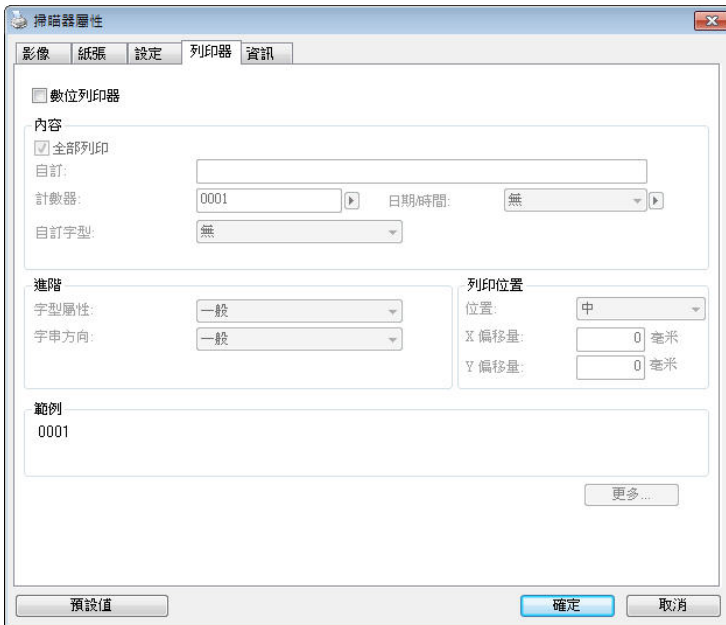 掃瞄器屬性
影像 紙張 設定 列印器 資訊
數位列印器
內容
全部列印
自訂:
計數器: 0001 日期/時間: 無
自訂字型: 無
進階
字型屬性: 一般
字串方向: 一般
列印位置
位置: 中
X 偏移量: 0 毫米
Y 偏移量: 0 毫米
範例
0001
更多...
預設值 確定 取消